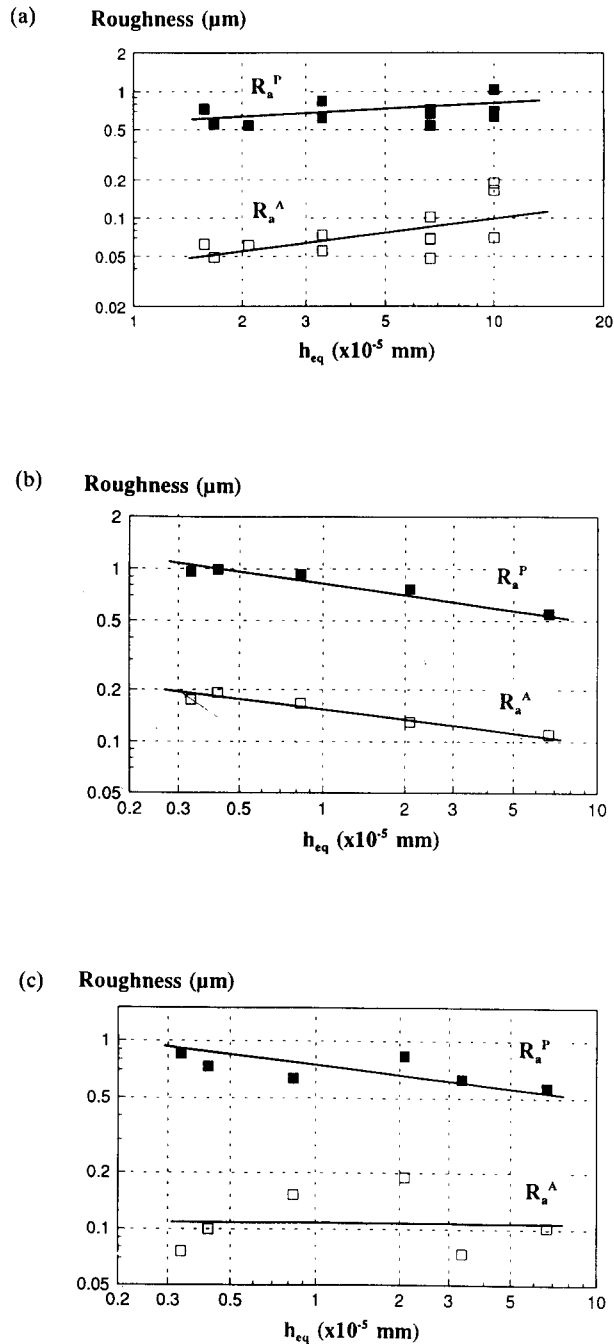 (a) Roughness (µm)
2
1
0.5
0.2
0.1
0.05
0.02
R_a^P
R_a^A
1 2 3 5 10 20
h_eq (x10^-5 mm)
(b) Roughness (µm)
2
1
0.5
0.2
0.1
0.05
R_a^P
R_a^A
0.2 0.3 0.5 1 2 3 5 10
h_eq (x10^-5 mm)
(c) Roughness (µm)
1
0.5
0.2
0.1
0.05
R_a^P
R_a^A
0.2 0.3 0.5 1 2 3 5 10
h_eq (x10^-5 mm)